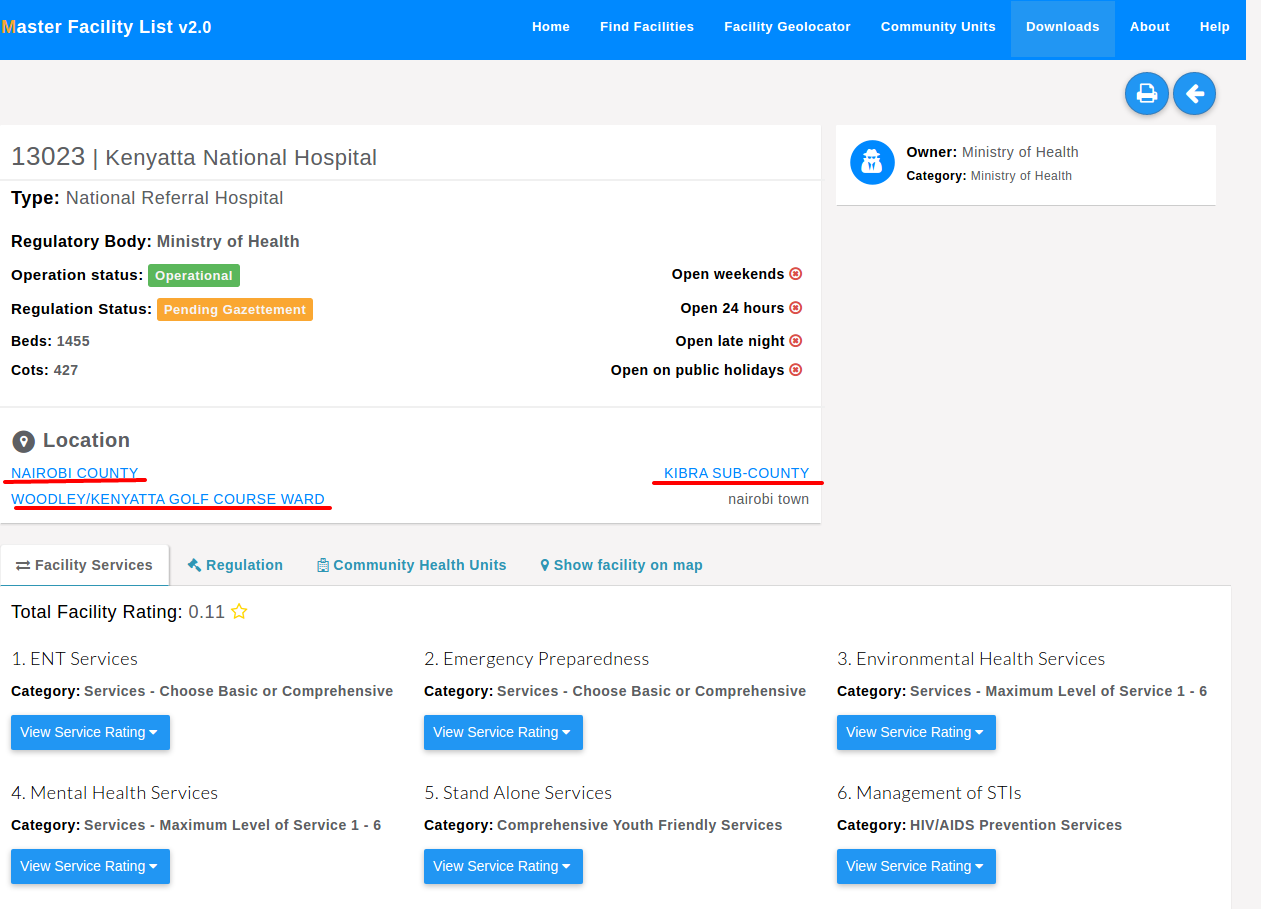 Master Facility List v2.0
Home Find Facilities Facility Geolocator Community Units Downloads About Help
13023 | Kenyatta National Hospital
Type: National Referral Hospital
Regulatory Body: Ministry of Health
Operation status: Operational
Regulation Status: Pending Gazettement
Beds: 1455
Cots: 427
Open weekends
Open 24 hours
Open late night
Open on public holidays
Owner: Ministry of Health
Category: Ministry of Health
Location
NAIROBI COUNTY
KIBRA SUB-COUNTY
WOODLEY/KENYATTA GOLF COURSE WARD
nairobi town
Facility Services Regulation Community Health Units Show facility on map
Total Facility Rating: 0.11
1. ENT Services
Category: Services - Choose Basic or Comprehensive
View Service Rating
2. Emergency Preparedness
Category: Services - Choose Basic or Comprehensive
View Service Rating
3. Environmental Health Services
Category: Services - Maximum Level of Service 1 - 6
View Service Rating
4. Mental Health Services
Category: Services - Maximum Level of Service 1 - 6
View Service Rating
5. Stand Alone Services
Category: Comprehensive Youth Friendly Services
View Service Rating
6. Management of STIs
Category: HIV/AIDS Prevention Services
View Service Rating